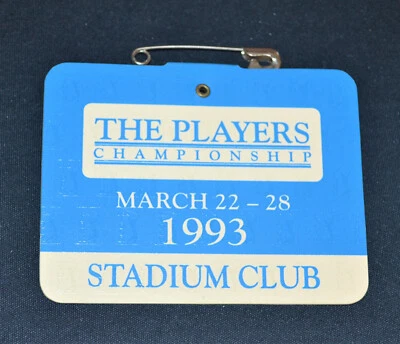 THE PLAYERS
CHAMPIONSHIP
MARCH 22 – 28
1993
STADIUM CLUB